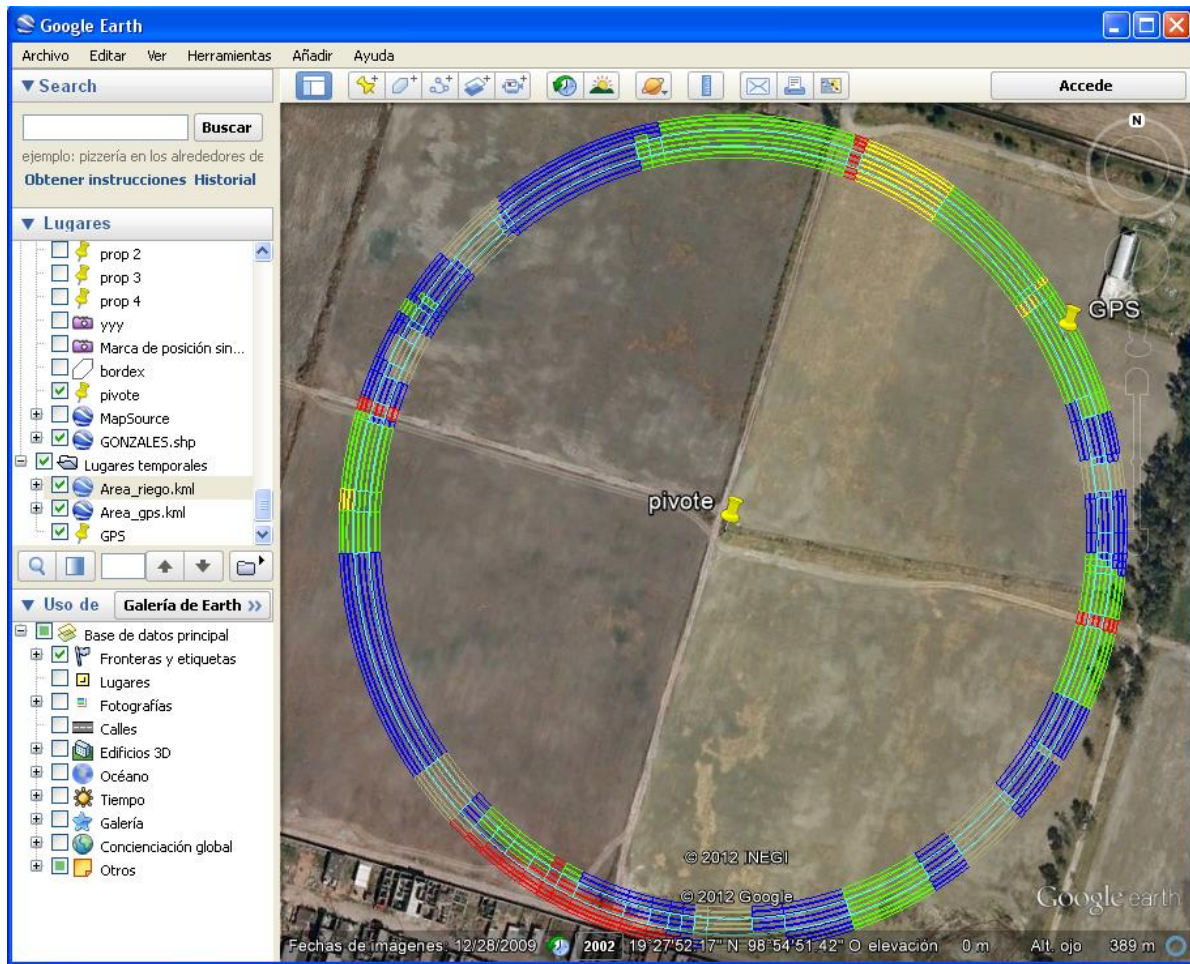 Google Earth
Archivo Editar Ver Herramientas Añadir Ayuda
Search
Buscar
ejemplo: pizzería en los alrededores de
Obtener instrucciones Historial
Lugares
prop 2
prop 3
prop 4
yyy
Marca de posición sin...
bordex
pivote
MapSource
GONZALES.shp
Lugares temporales
Area_riego.kml
Area_gps.kml
GPS
Uso de Galería de Earth >>
Base de datos principal
Fronteras y etiquetas
Lugares
Fotografías
Calles
Edificios 3D
Océano
Tiempo
Galería
Concienciación global
Otros
Accede
N
GPS
pivote
© 2012 INEGI
© 2012 Google
Google earth
Fechas de imágenes: 12/28/2009 2002 19°27'52.17" N 98°54'51.42" O elevación 0 m Alt. ojo 389 m